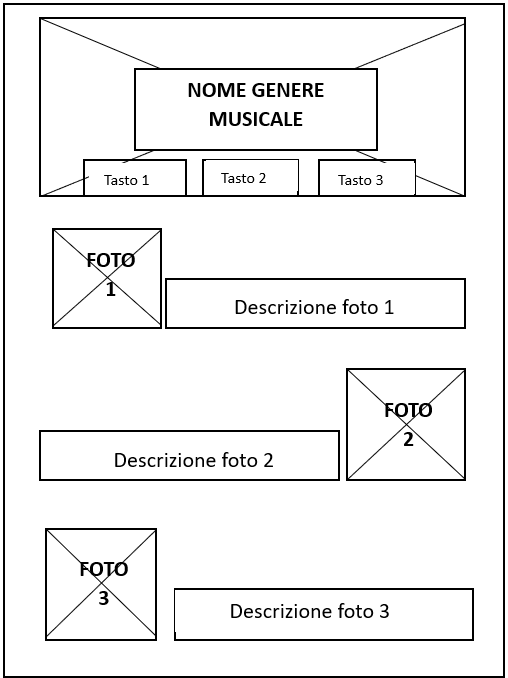 NOME GENERE
MUSICALE
Tasto 1
Tasto 2
Tasto 3
FOTO
1
Descrizione foto 1
FOTO
2
Descrizione foto 2
FOTO
3
Descrizione foto 3